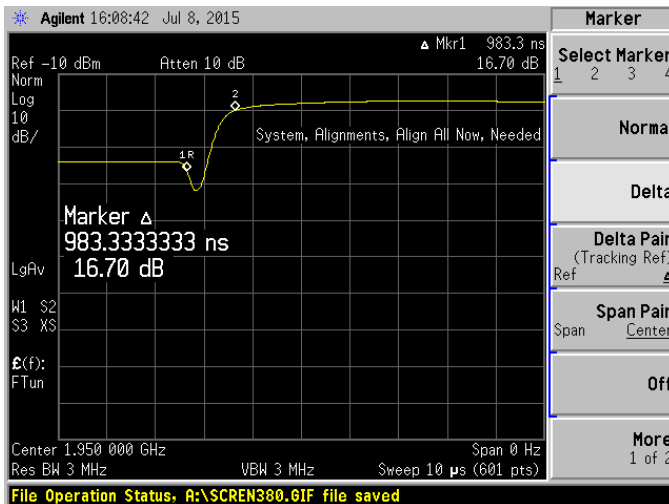 Agilent 16:08:42 Jul 8, 2015
Marker
Δ Mkr1 983.3 ns
Ref -10 dBm Atten 10 dB 16.70 dB
Norm
Log
10
dB/
2
System, Alignments, Align All Now, Needed
1R
Marker Δ
983.3333333 ns
16.70 dB
LgAv
W1 S2
S3 XS
£(f):
FTun
Center 1.950 000 GHz Span 0 Hz
Res BW 3 MHz VBW 3 MHz Sweep 10 µs (601 pts)
File Operation Status, A:\SCREN380.GIF file saved
Select Marker
1 2 3 4
Norma
Delta
Delta Pair
(Tracking Ref)
Ref Δ
Span Pair
Span Center
Off
More
1 of 2